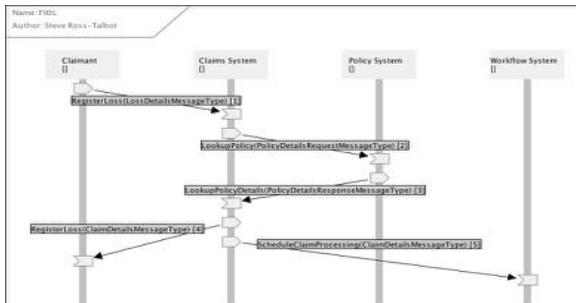 Name: FIDL
Author: Steve Ross-Talbot
Claimant
[]
Claims System
[]
Policy System
[]
Workflow System
[]
RegisterLoss(LossDetailsMessageType) [1]
LookupPolicy(PolicyDetailsRequestMessageType) [2]
LookupPolicyDetails(PolicyDetailsResponseMessageType) [3]
RegisterLoss(ClaimDetailsMessageType) [4]
ScheduleClaimProcessing(ClaimDetailsMessageType) [5]